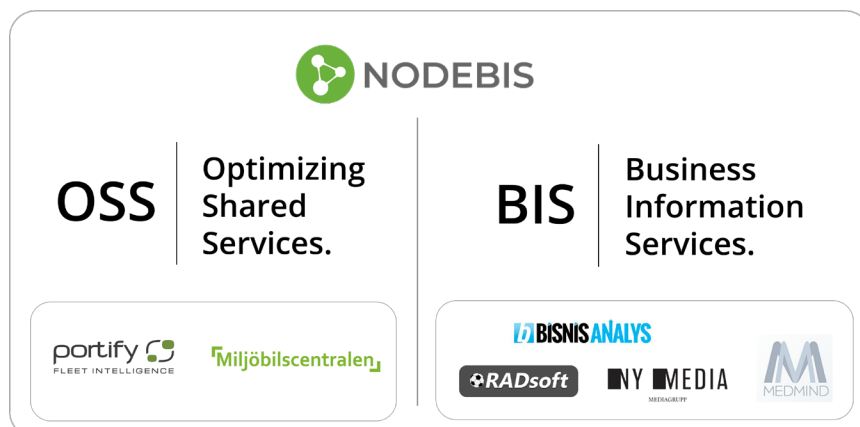 NODEBIS
OSS
Optimizing
Shared
Services.
BIS
Business
Information
Services.
portify
FLEET INTELLIGENCE
Miljöbilscentralen
b BISNIS ANALYS
RADsoft
NY MEDIA
MEDIAGRUPP
M
MEDMIND